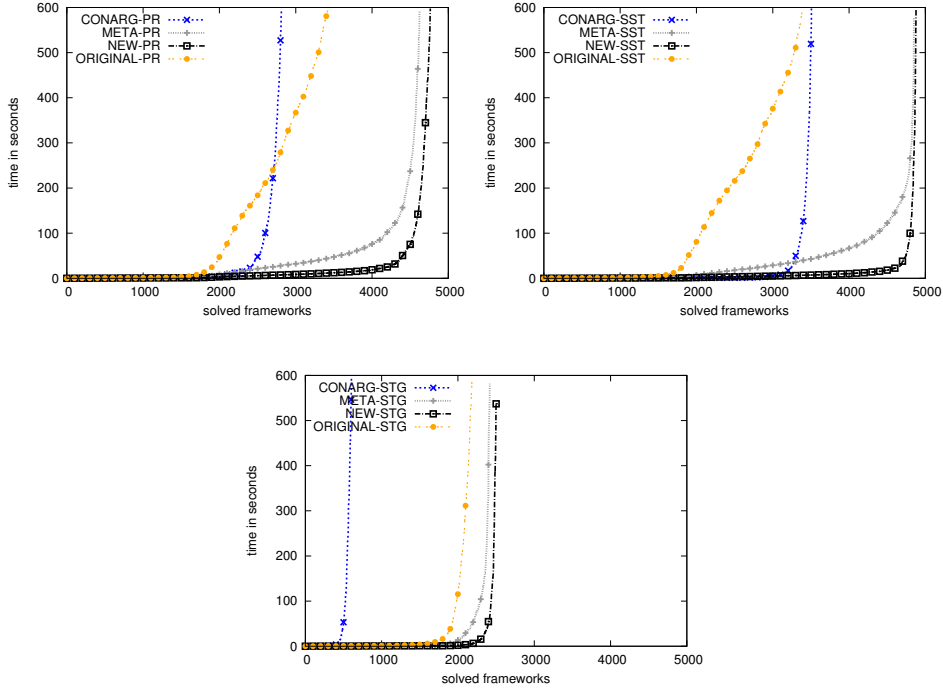 600
500
400
300
200
100
0
time in seconds
CONARG-PR
META-PR
NEW-PR
ORIGINAL-PR
0 1000 2000 3000 4000 5000
solved frameworks
600
500
400
300
200
100
0
time in seconds
CONARG-SST
META-SST
NEW-SST
ORIGINAL-SST
0 1000 2000 3000 4000 5000
solved frameworks
600
500
400
300
200
100
0
time in seconds
CONARG-STG
META-STG
NEW-STG
ORIGINAL-STG
0 1000 2000 3000 4000 5000
solved frameworks